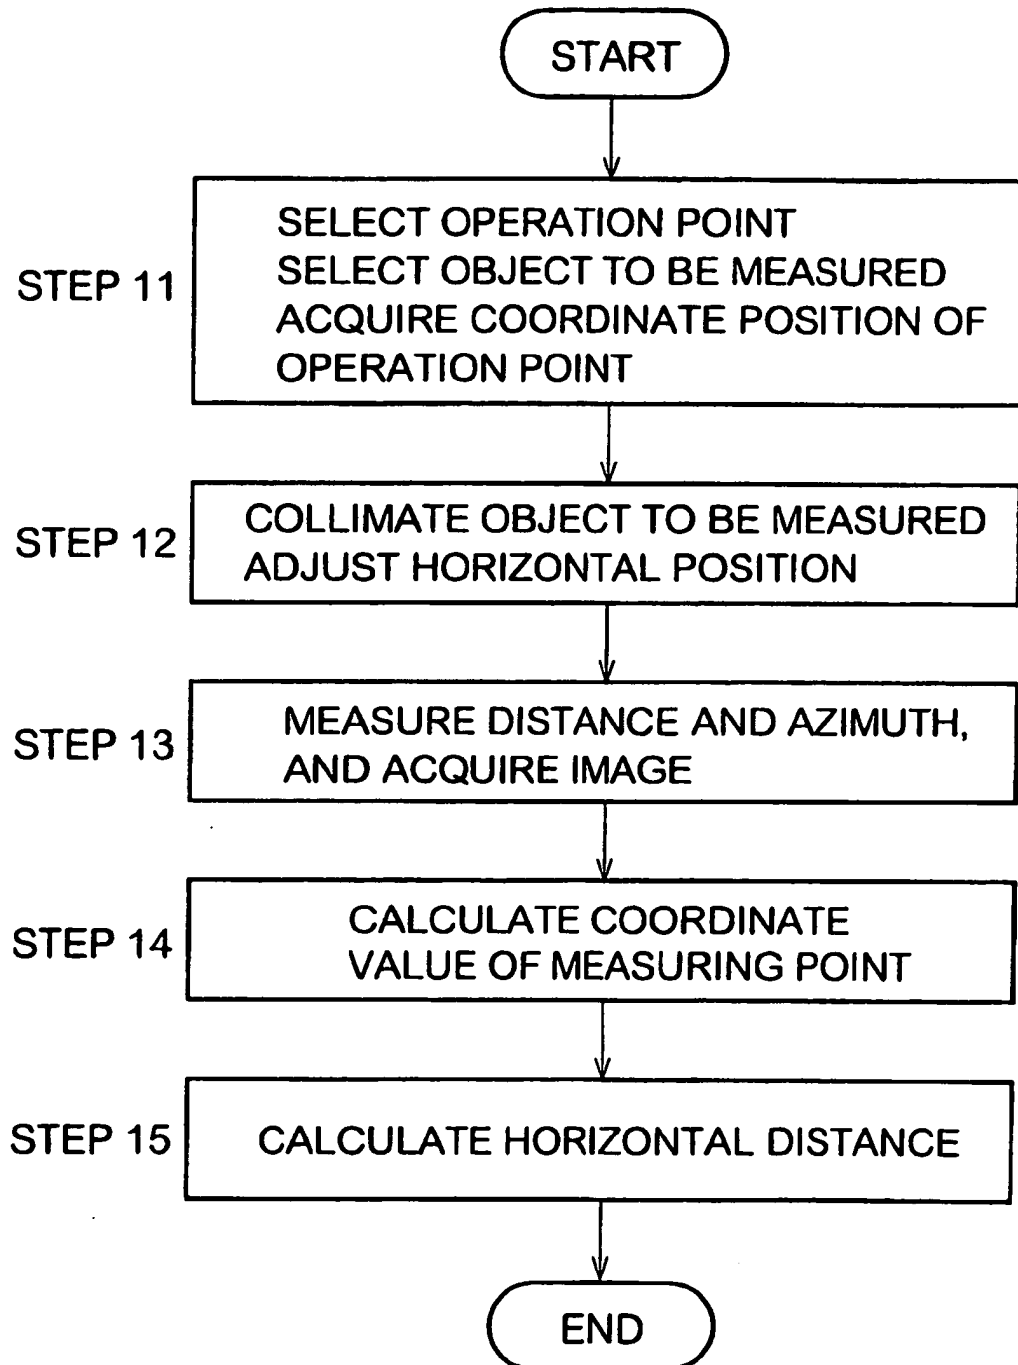 START
STEP 11
SELECT OPERATION POINT
SELECT OBJECT TO BE MEASURED
ACQUIRE COORDINATE POSITION OF
OPERATION POINT
STEP 12
COLLIMATE OBJECT TO BE MEASURED
ADJUST HORIZONTAL POSITION
STEP 13
MEASURE DISTANCE AND AZIMUTH,
AND ACQUIRE IMAGE
STEP 14
CALCULATE COORDINATE
VALUE OF MEASURING POINT
STEP 15
CALCULATE HORIZONTAL DISTANCE
END